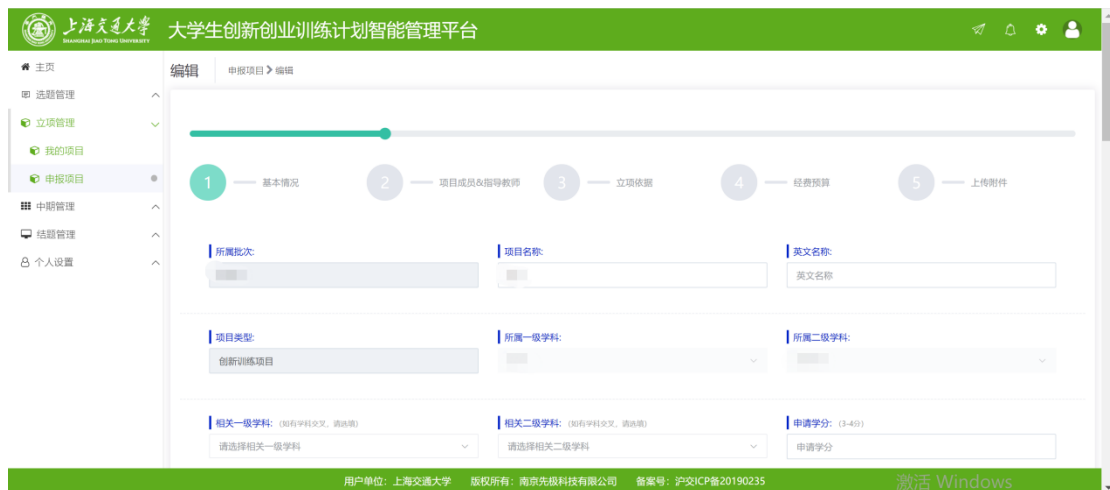 上海交通大学 大学生创新创业训练计划智能管理平台
SHANGHAI JIAO TONG UNIVERSITY
主页
选题管理
立项管理
我的项目
申报项目
中期管理
结题管理
个人设置
编辑 申报项目 编辑
1 基本情况 2 项目成员&指导教师 3 立项依据 4 经费预算 5 上传附件
所属批次: 项目名称: 英文名称:
英文名称
项目类型: 所属一级学科: 所属二级学科:
创新训练项目
相关一级学科: (如有学科交叉, 请选填) 相关二级学科: (如有学科交叉, 请选填) 申请学分: (3-4分)
请选择相关一级学科 请选择相关二级学科 申请学分
用户单位: 上海交通大学 版权所有: 南京先极科技有限公司 备案号: 沪交ICP备20190235
激活 Windows